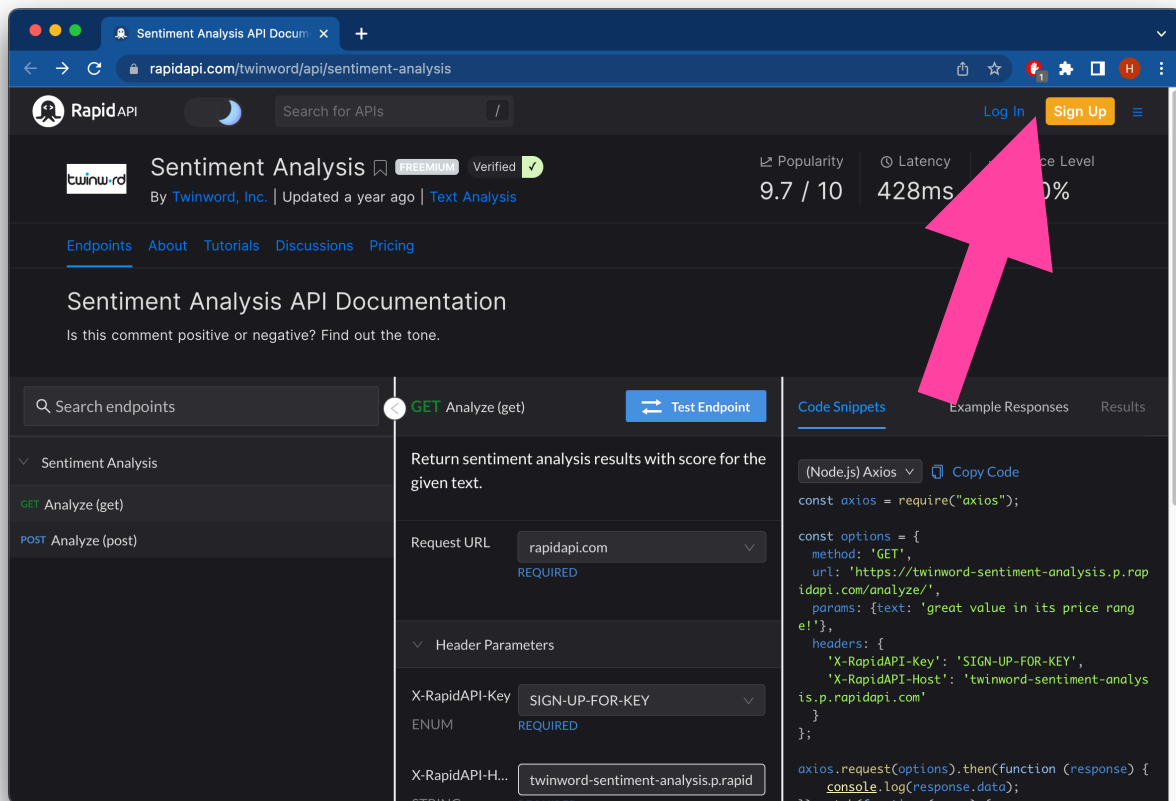 Sentiment Analysis API Docum
rapidapi.com/twinword/api/sentiment-analysis
1
H
Rapid API
Search for APIs
/
Log In
Sign Up
twinword
Sentiment Analysis
FREEMIUM
Verified
By Twinword, Inc. | Updated a year ago | Text Analysis
Popularity
9.7 / 10
Latency
428ms
Level
Endpoints About Tutorials Discussions Pricing
Sentiment Analysis API Documentation
Is this comment positive or negative? Find out the tone.
Search endpoints
Sentiment Analysis
GET Analyze (get)
POST Analyze (post)
GET Analyze (get)
Test Endpoint
Return sentiment analysis results with score for the
given text.
Request URL
rapidapi.com
REQUIRED
Header Parameters
X-RapidAPI-Key
ENUM
SIGN-UP-FOR-KEY
REQUIRED
X-RapidAPI-H...
twinword-sentiment-analysis.p.rapid
Code Snippets
Example Responses
Results
(Node.js) Axios
Copy Code
const axios = require("axios");
const options = {
method: 'GET',
url: 'https://twinword-sentiment-analysis.p.rap
idapi.com/analyze/',
params: {text: 'great value in its price rang
e!'},
headers: {
'X-RapidAPI-Key': 'SIGN-UP-FOR-KEY',
'X-RapidAPI-Host': 'twinword-sentiment-analys
is.p.rapidapi.com'
}
};
axios.request(options).then(function (response) {
console.log(response.data);